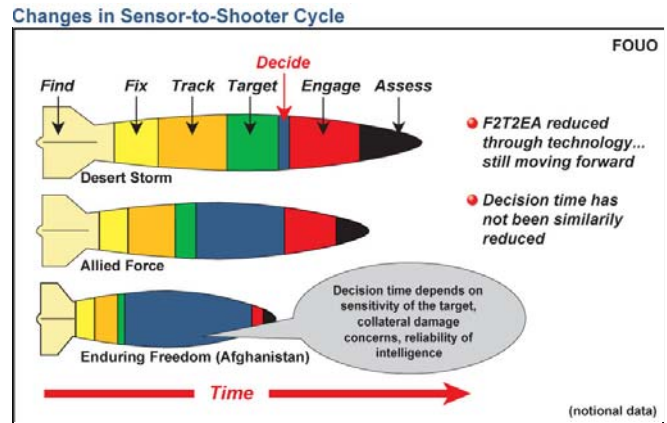 Changes in Sensor-to-Shooter Cycle
FOUO
Decide
Find Fix Track Target Engage Assess
Desert Storm
F2T2EA reduced
through technology...
still moving forward
Decision time has
not been similarily
reduced
Allied Force
Decision time depends on
sensitivity of the target,
collateral damage
concerns, reliability of
intelligence
Enduring Freedom (Afghanistan)
Time
(notional data)